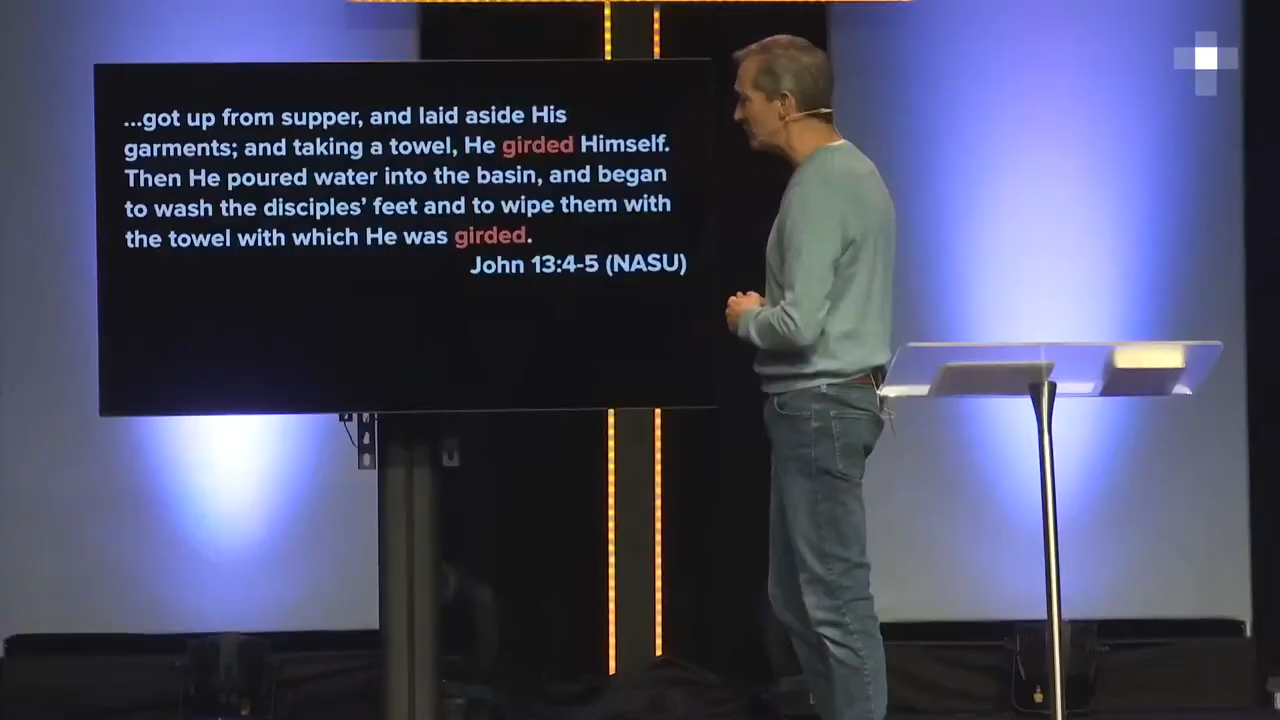 ...got up from supper, and laid aside His
garments; and taking a towel, He girded Himself.
Then He poured water into the basin, and began
to wash the disciples’ feet and to wipe them with
the towel with which He was girded.
John 13:4-5 (NASU)